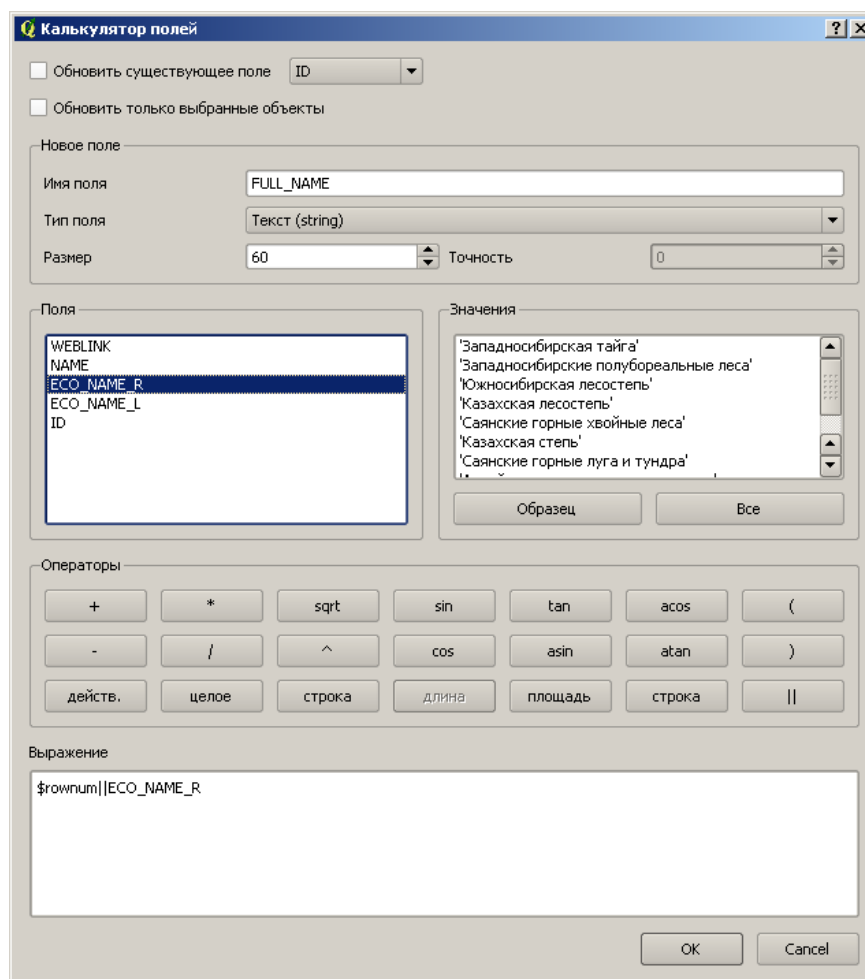 Калькулятор полей
Обновить существующее поле ID
Обновить только выбранные объекты
Новое поле
Имя поля FULL_NAME
Тип поля Текст (string)
Размер 60 Точность 0
Поля
WEBLINK
NAME
ECO_NAME_R
ECO_NAME_L
ID
Значения
'Западносибирская тайга'
'Западносибирские полубореальные леса'
'Южносибирская лесостепь'
'Казахская лесостепь'
'Саянские горные хвойные леса'
'Казахская степь'
'Саянские горные луга и тундра'
Образец Все
Операторы
+ * sqrt sin tan acos (
- / ^ cos asin atan )
действ. целое строка длина площадь строка ||
Выражение
$rownum||ECO_NAME_R
OK Cancel